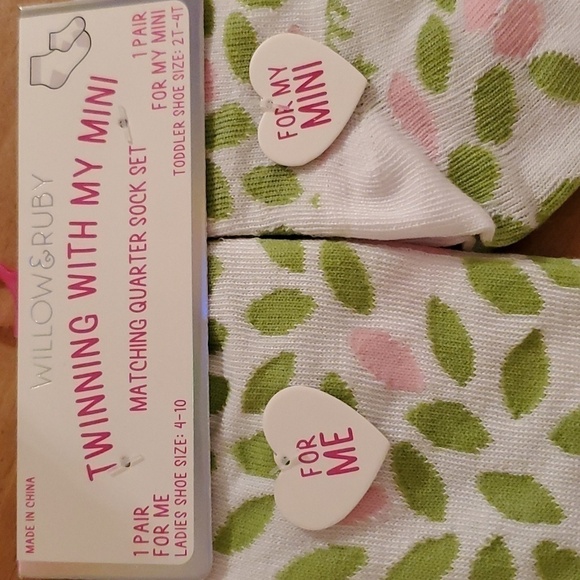 WILLOW&RUBY
TWINNING WITH MY MINI
MATCHING QUARTER SOCK SET
MADE IN CHINA
1 PAIR
FOR ME
LADIES SHOE SIZE: 4-10
1 PAIR
FOR MY MINI
TODDLER SHOE SIZE: 2T-4T
FOR MY
MINI
FOR
ME